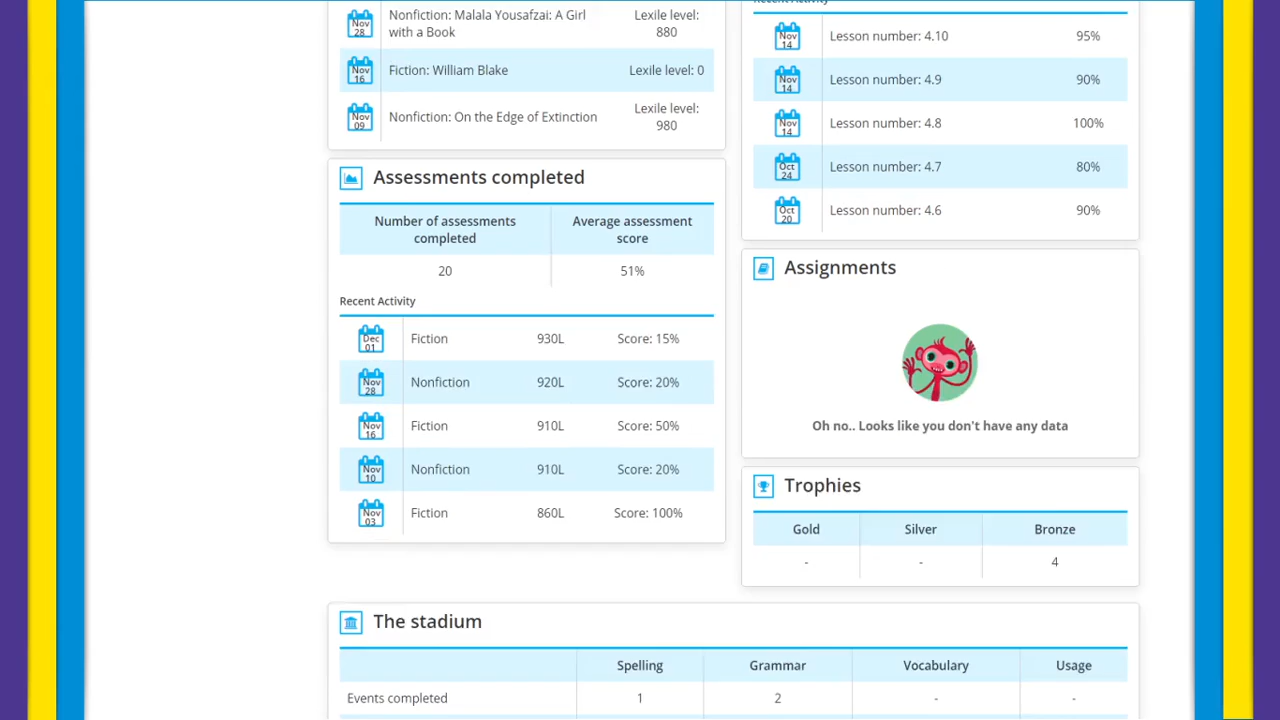 Nov
28
Nonfiction: Malala Yousafzai: A Girl
with a Book
Lexile level:
880
Nov
16
Fiction: William Blake
Lexile level: 0
Nov
09
Nonfiction: On the Edge of Extinction
Lexile level:
980
Assessments completed
Number of assessments
completed
Average assessment
score
20
51%
Recent Activity
Dec
01
Fiction
930L
Score: 15%
Nov
28
Nonfiction
920L
Score: 20%
Nov
16
Fiction
910L
Score: 50%
Nov
10
Nonfiction
910L
Score: 20%
Nov
03
Fiction
860L
Score: 100%
Recent Activity
Nov
14
Lesson number: 4.10
95%
Nov
14
Lesson number: 4.9
90%
Nov
14
Lesson number: 4.8
100%
Oct
24
Lesson number: 4.7
80%
Oct
20
Lesson number: 4.6
90%
Assignments
Oh no.. Looks like you don't have any data
Trophies
Gold
Silver
Bronze
-
-
4
The stadium
Spelling
Grammar
Vocabulary
Usage
Events completed
1
2
-
-